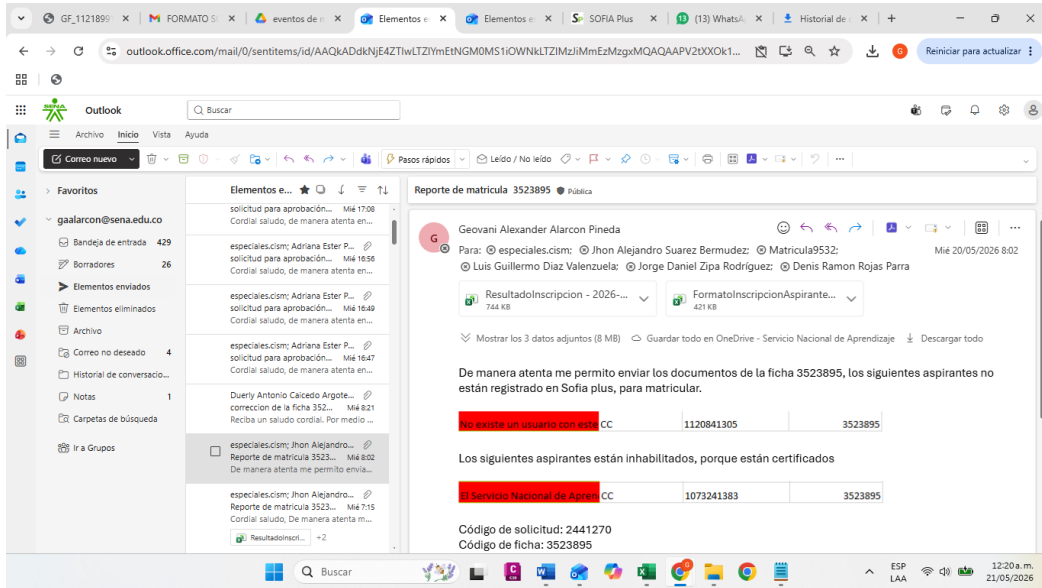 GF_1121899
FORMATO S
eventos de n
Elementos e
Elementos e
SOFIA Plus
(13) WhatsA
Historial de
outlook.office.com/mail/0/sentitems/id/AAQkADdkNjE4ZTIwLTZIYmEtNGM0MS1iOWNkLTZIMzJiMmEzMzgxMQAQAAPV2tXXOk1...
Reiniciar para actualizar
SENA
Outlook
Buscar
Archivo Inicio Vista Ayuda
Correo nuevo
Pasos rápidos
Leído / No leído
Favoritos
gaalarcon@sena.edu.co
Bandeja de entrada 429
Borradores 26
Elementos enviados
Elementos eliminados
Archivo
Correo no deseado 4
Historial de conversacio...
Notas 1
Carpetas de búsqueda
Ir a Grupos
Elementos e...
solicitud para aprobación... Mié 17:08
Cordial saludo, de manera atenta en...
especiales.cism; Adriana Ester P...
solicitud para aprobación... Mié 16:56
Cordial saludo, de manera atenta en...
especiales.cism; Adriana Ester P...
solicitud para aprobación... Mié 16:49
Cordial saludo, de manera atenta en...
especiales.cism; Adriana Ester P...
solicitud para aprobación... Mié 16:47
Cordial saludo, de manera atenta en...
Duerly Antonio Caicedo Argote...
correccion de la ficha 352... Mié 8:21
Reciba un saludo cordial. Por medio ...
especiales.cism; Jhon Alejandro...
Reporte de matricula 3523... Mié 8:02
De manera atenta me permito envia...
especiales.cism; Jhon Alejandro...
Reporte de matricula 3523... Mié 7:15
Cordial saludo, De manera atenta m...
ResultadoInscri... +2
Reporte de matricula 3523895 Pública
G
Geovani Alexander Alarcon Pineda
Para: especiales.cism; Jhon Alejandro Suarez Bermudez; Matricula9532;
Luis Guillermo Diaz Valenzuela; Jorge Daniel Zipa Rodríguez; Denis Ramon Rojas Parra
Mié 20/05/2026 8:02
ResultadoInscripcion - 2026-...
744 KB
FormatoInscripcionAspirante...
421 KB
Mostrar los 3 datos adjuntos (8 MB) Guardar todo en OneDrive - Servicio Nacional de Aprendizaje Descargar todo
De manera atenta me permito enviar los documentos de la ficha 3523895, los siguientes aspirantes no
están registrado en Sofia plus, para matricular.
No existe un usuario con este CC 1120841305 3523895
Los siguientes aspirantes están inhabilitados, porque están certificados
El Servicio Nacional de Apren CC 1073241383 3523895
Código de solicitud: 2441270
Código de ficha: 3523895
Buscar
ESP
LAA
12:20 a. m.
21/05/2026